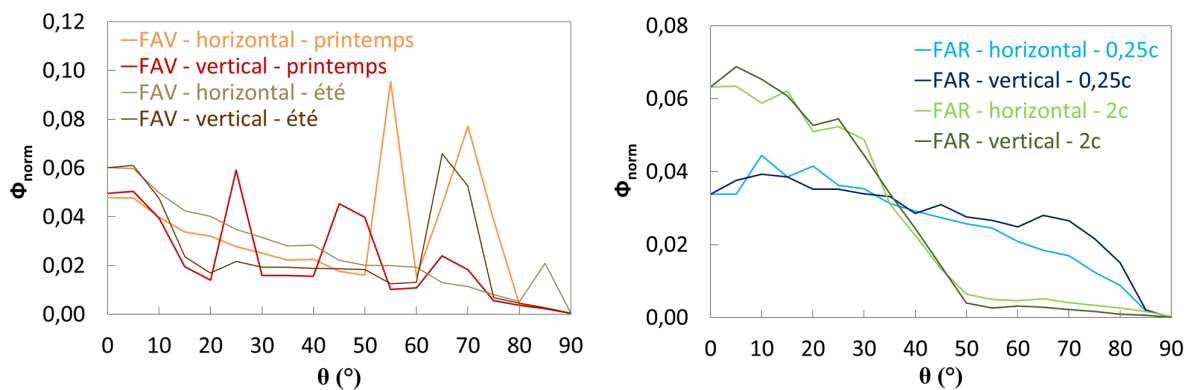 0,12
0,10
0,08
0,06
0,04
0,02
0,00
Φnorm
FAV - horizontal - printemps
FAV - vertical - printemps
FAV - horizontal - été
FAV - vertical - été
0 10 20 30 40 50 60 70 80 90
θ (°)
0,08
0,06
0,04
0,02
0,00
Φnorm
FAR - horizontal - 0,25c
FAR - vertical - 0,25c
FAR - horizontal - 2c
FAR - vertical - 2c
0 10 20 30 40 50 60 70 80 90
θ (°)